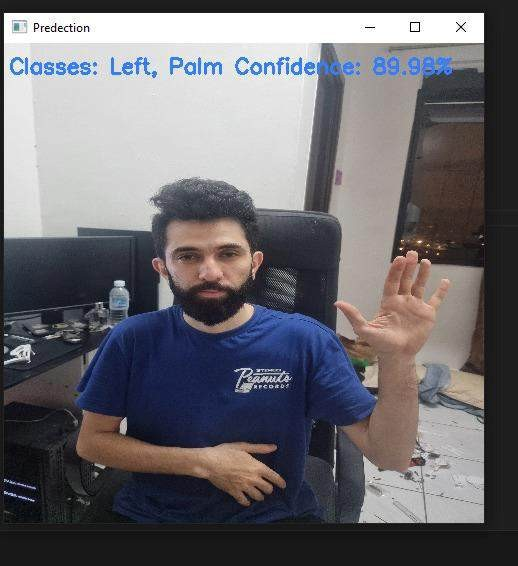 Predection
Classes: Left, Palm Confidence: 89.98%
Peanuts
RECORDS